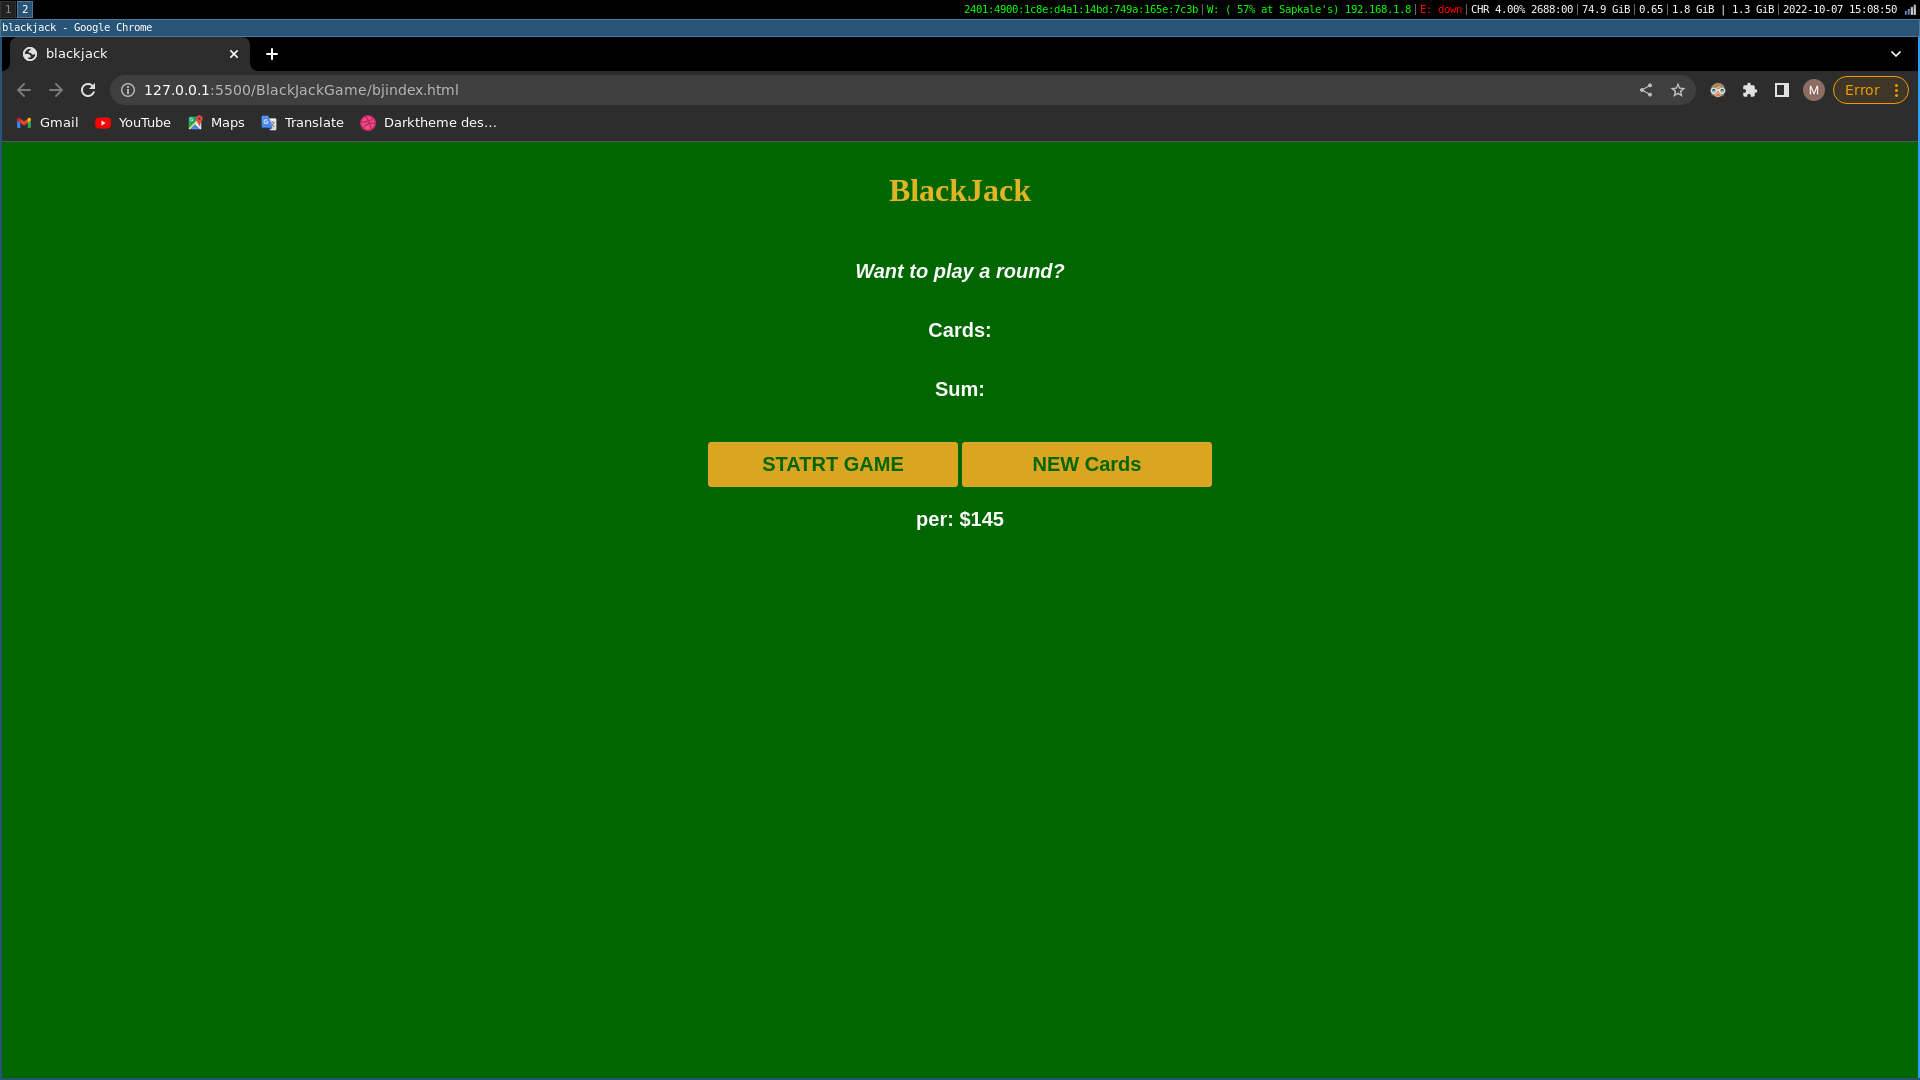 1 2 2401:4900:1c8e:d4a1:14bd:749a:165e:7c3b | W: ( 57% at Sapkale's) 192.168.1.8 | E: down | CHR 4.00% 2688:00 | 74.9 GiB | 0.65 | 1.8 GiB | 1.3 GiB | 2022-10-07 15:08:50
blackjack - Google Chrome
blackjack
127.0.0.1:5500/BlackJackGame/bjindex.html M Error
Gmail YouTube Maps Translate Darktheme des...
BlackJack
Want to play a round?
Cards:
Sum:
STATRT GAME NEW Cards
per: $145